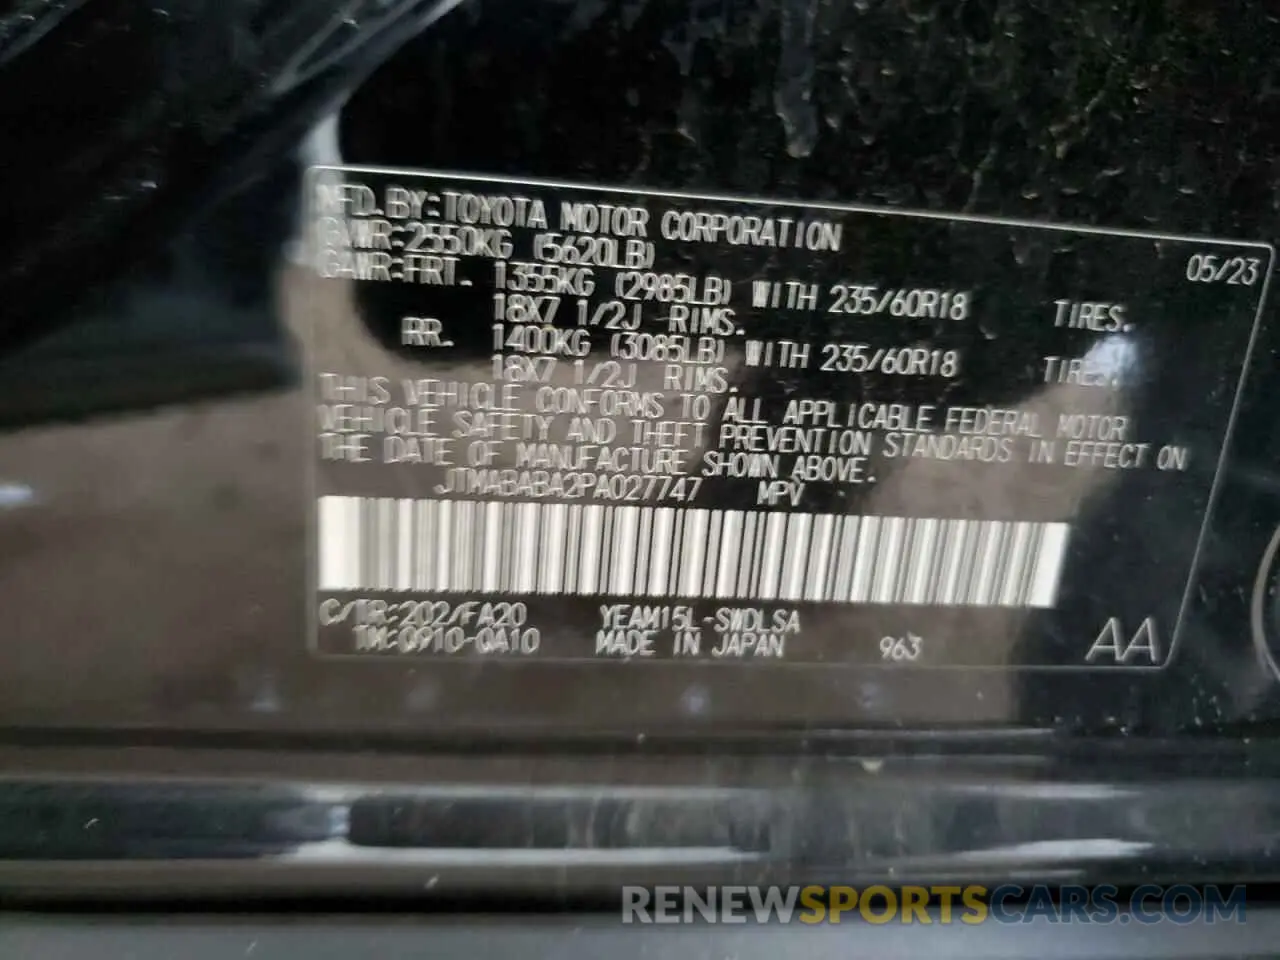 MFD. BY: TOYOTA MOTOR CORPORATION 05/23
GVWR: 2550KG (5620LB)
GAWR: FRT. 1355KG (2985LB) WITH 235/60R18 TIRES.
18X7 1/2J RIMS.
RR. 1400KG (3085LB) WITH 235/60R18 TIRES.
18X7 1/2J RIMS.
THIS VEHICLE CONFORMS TO ALL APPLICABLE FEDERAL MOTOR
VEHICLE SAFETY AND THEFT PREVENTION STANDARDS IN EFFECT ON
THE DATE OF MANUFACTURE SHOWN ABOVE.
JTMABABA2PA027747 MPV
C/TR: 202/FA20 YEAM15L-SWDLSA
TM: Q910-QA10 MADE IN JAPAN 963 AA
RENEWSPORTSCARS.COM